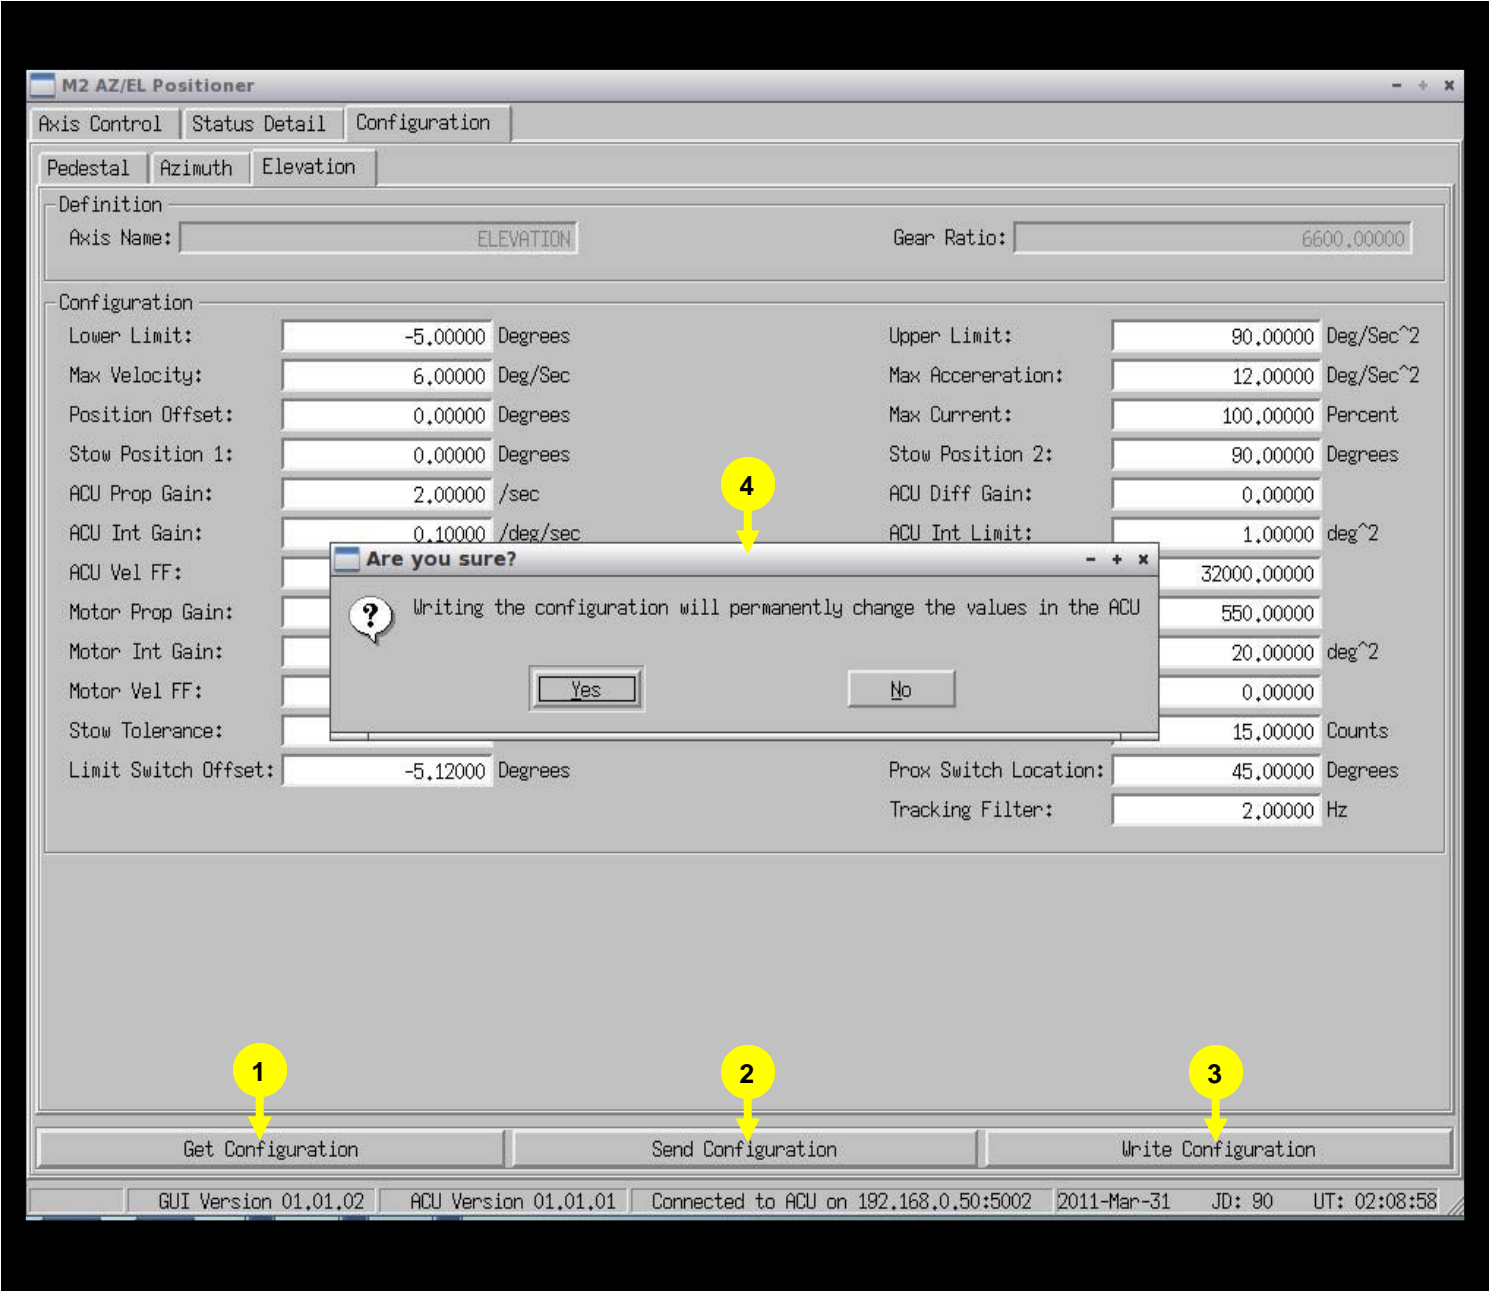 M2 AZ/EL Positioner
Axis Control Status Detail Configuration
Pedestal Azimuth Elevation
Definition
Axis Name: ELEVATION Gear Ratio: 6600.00000
Configuration
Lower Limit: -5.00000 Degrees Upper Limit: 90.00000 Deg/Sec^2
Max Velocity: 6.00000 Deg/Sec Max Accereration: 12.00000 Deg/Sec^2
Position Offset: 0.00000 Degrees Max Current: 100.00000 Percent
Stow Position 1: 0.00000 Degrees Stow Position 2: 90.00000 Degrees
ACU Prop Gain: 2.00000 /sec 4 ACU Diff Gain: 0.00000
ACU Int Gain: 0.10000 /deg/sec ACU Int Limit: 1.00000 deg^2
Are you sure?
ACU Vel FF: 32000.00000
Writing the configuration will permanently change the values in the ACU
Motor Prop Gain: 550.00000
Motor Int Gain: 20.00000 deg^2
Motor Vel FF: Yes No 0.00000
Stow Tolerance: 15.00000 Counts
Limit Switch Offset: -5.12000 Degrees Prox Switch Location: 45.00000 Degrees
Tracking Filter: 2.00000 Hz
1 2 3
Get Configuration Send Configuration Write Configuration
GUI Version 01.01.02 ACU Version 01.01.01 Connected to ACU on 192.168.0.50:5002 2011-Mar-31 JD: 90 UT: 02:08:58